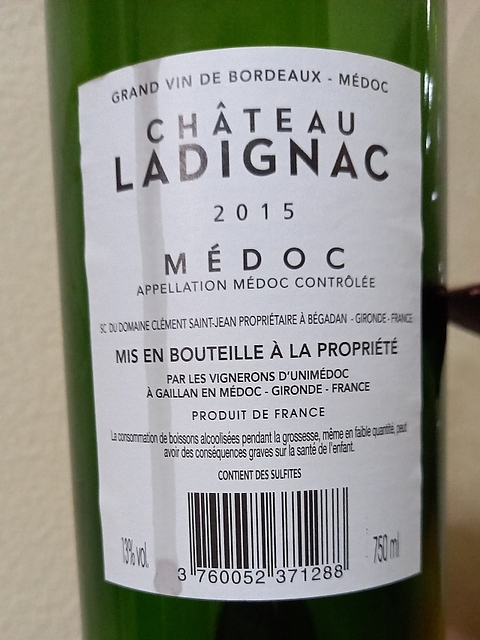 GRAND VIN DE BORDEAUX - MÉDOC
CHÂTEAU
LADIGNAC
2015
MÉDOC
APPELLATION MÉDOC CONTRÔLÉE
SC DU DOMAINE CLÉMENT SAINT-JEAN PROPRIÉTAIRE À BÉGADAN - GIRONDE - FRANCE
MIS EN BOUTEILLE À LA PROPRIÉTÉ
PAR LES VIGNERONS D'UNIMÉDOC
À GAILLAN EN MÉDOC - GIRONDE - FRANCE
PRODUIT DE FRANCE
La consommation de boissons alcoolisées pendant la grossesse, même en faible quantité, peut
avoir des conséquences graves sur la santé de l'enfant.
CONTIENT DES SULFITES
13% vol.
750 ml
3 760052 371288